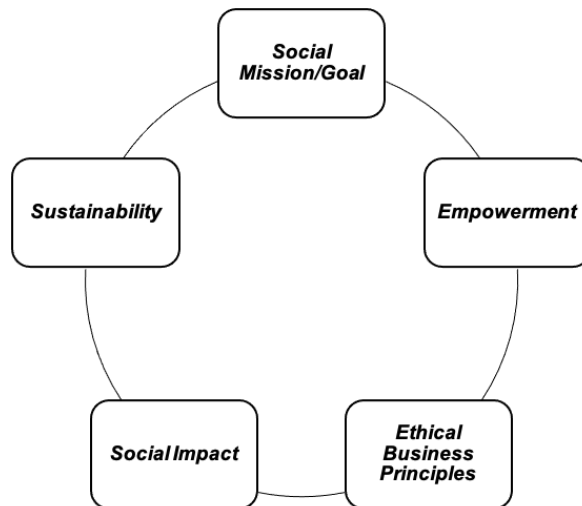 Social
Mission/Goal
Empowerment
Ethical
Business
Principles
Social Impact
Sustainability